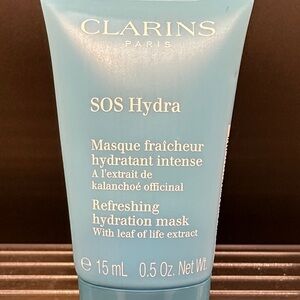 CLARINS
PARIS
SOS Hydra
Masque fraîcheur
hydratant intense
A l'extrait de
kalanchoé officinal
Refreshing
hydration mask
With leaf of life extract
℮ 15 mL 0.5 Oz. Net Wt.